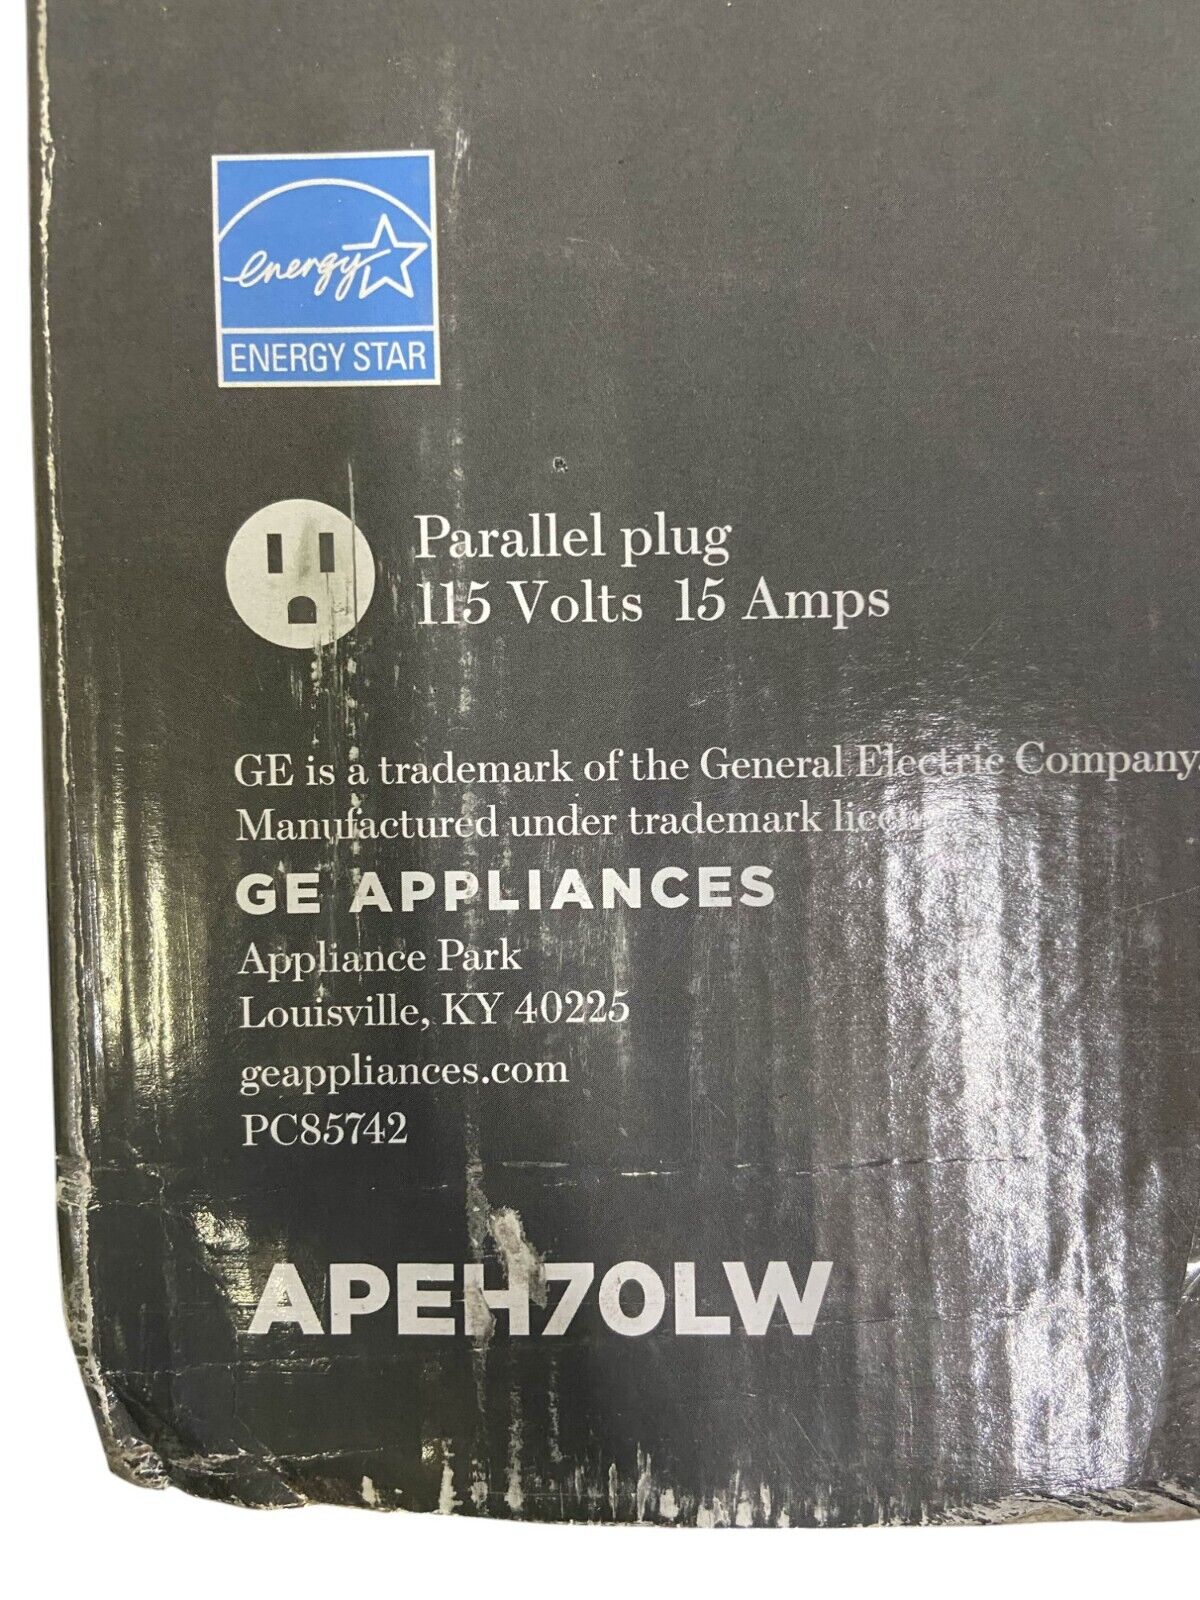 energy
ENERGY STAR
Parallel plug
115 Volts 15 Amps
GE is a trademark of the General Electric Company.
Manufactured under trademark
GE APPLIANCES
Appliance Park
Louisville, KY 40225
geappliances.com
PC85742
APEH70LW